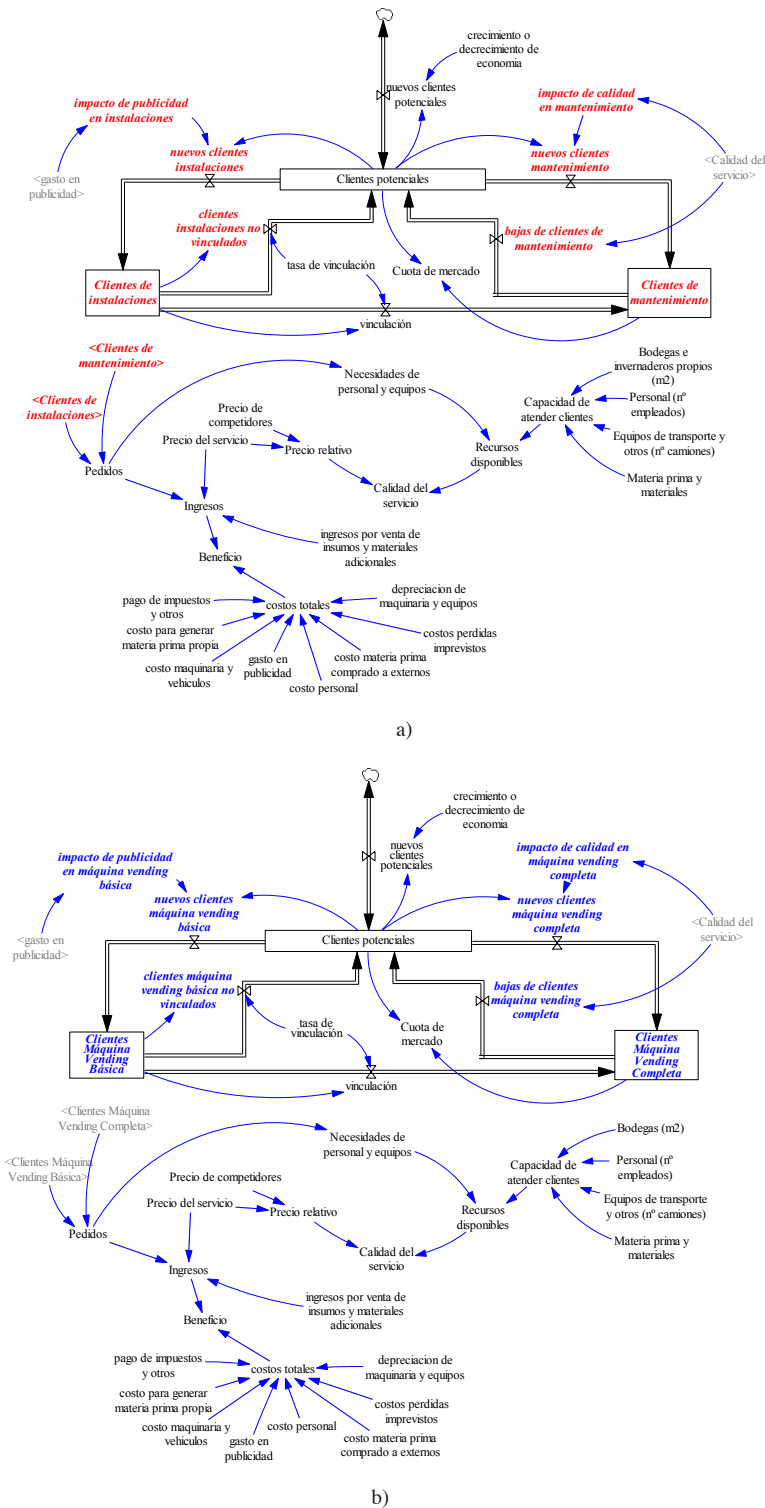 crecimiento o
decrecimiento de
economia
nuevos clientes
potenciales
impacto de publicidad
en instalaciones
impacto de calidad
en mantenimiento
nuevos clientes
instalaciones
nuevos clientes
mantenimiento
<gasto en
publicidad>
<Calidad del
servicio>
Clientes potenciales
clientes
instalaciones no
vinculados
bajas de clientes de
mantenimiento
tasa de vinculación
Cuota de mercado
Clientes de
instalaciones
Clientes de
mantenimiento
vinculación
<Clientes de
mantenimiento>
<Clientes de
instalaciones>
Necesidades de
personal y equipos
Bodegas e
invernaderos propios
(m2)
Capacidad de
atender clientes
Personal (nº
empleados)
Precio de
competidores
Precio del servicio
Precio relativo
Recursos
disponibles
Equipos de transporte y
otros (nº camiones)
Pedidos
Calidad del
servicio
Materia prima y
materiales
Ingresos
ingresos por venta de
insumos y materiales
adicionales
Beneficio
pago de impuestos
y otros
costos totales
depreciacion de
maquinaria y equipos
costo para generar
materia prima propia
costos perdidas
imprevistos
costo maquinaria y
vehiculos
gasto en
publicidad
costo personal
costo materia prima
comprado a externos
a)
crecimiento o
decrecimiento de
economia
nuevos
clientes
potenciales
impacto de publicidad
en máquina vending
básica
impacto de calidad en
máquina vending
completa
nuevos clientes
máquina vending
básica
nuevos clientes
máquina vending
completa
<gasto en
publicidad>
<Calidad del
servicio>
Clientes potenciales
clientes máquina
vending básica no
vinculados
bajas de clientes
máquina vending
completa
tasa de
vinculación
Cuota de
mercado
Clientes
Máquina
Vending
Básica
Clientes
Máquina
Vending
Completa
vinculación
<Clientes Máquina
Vending Completa>
<Clientes Máquina
Vending Básica>
Necesidades de
personal y equipos
Bodegas (m2)
Capacidad de
atender clientes
Personal (nº
empleados)
Precio de competidores
Precio del servicio
Precio relativo
Recursos
disponibles
Equipos de transporte
y otros (nº camiones)
Pedidos
Calidad del
servicio
Materia prima y
materiales
Ingresos
ingresos por venta de
insumos y materiales
adicionales
Beneficio
pago de impuestos
y otros
costos totales
depreciacion de
maquinaria y equipos
costo para generar
materia prima propia
costos perdidas
imprevistos
costo maquinaria y
vehiculos
gasto en
publicidad
costo personal
costo materia prima
comprado a externos
b)